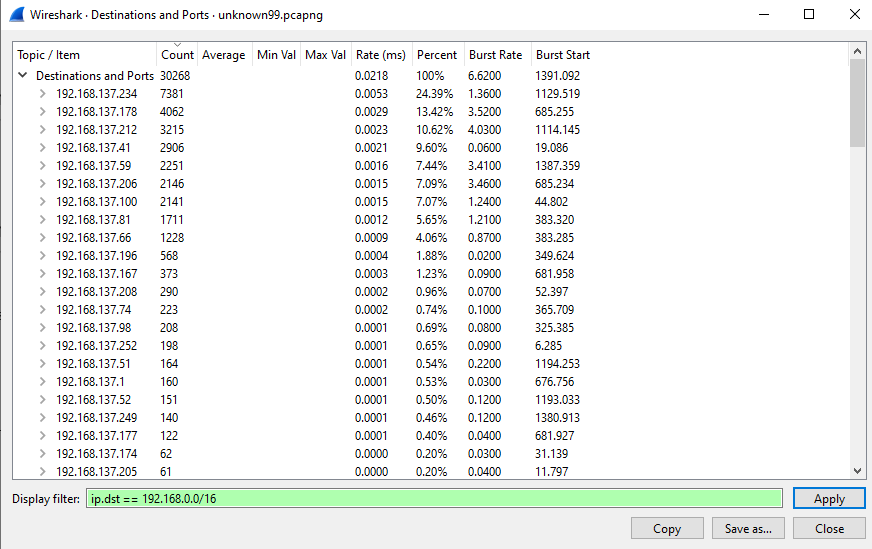 Wireshark · Destinations and Ports · unknown99.pcapng
Topic / Item Count Average Min Val Max Val Rate (ms) Percent Burst Rate Burst Start
Destinations and Ports 30268 0.0218 100% 6.6200 1391.092
192.168.137.234 7381 0.0053 24.39% 1.3600 1129.519
192.168.137.178 4062 0.0029 13.42% 3.5200 685.255
192.168.137.212 3215 0.0023 10.62% 4.0300 1114.145
192.168.137.41 2906 0.0021 9.60% 0.0600 19.086
192.168.137.59 2251 0.0016 7.44% 3.4100 1387.359
192.168.137.206 2146 0.0015 7.09% 3.4600 685.234
192.168.137.100 2141 0.0015 7.07% 1.2400 44.802
192.168.137.81 1711 0.0012 5.65% 1.2100 383.320
192.168.137.66 1228 0.0009 4.06% 0.8700 383.285
192.168.137.196 568 0.0004 1.88% 0.0200 349.624
192.168.137.167 373 0.0003 1.23% 0.0900 681.958
192.168.137.208 290 0.0002 0.96% 0.0700 52.397
192.168.137.74 223 0.0002 0.74% 0.1000 365.709
192.168.137.98 208 0.0001 0.69% 0.0800 325.385
192.168.137.252 198 0.0001 0.65% 0.0900 6.285
192.168.137.51 164 0.0001 0.54% 0.2200 1194.253
192.168.137.1 160 0.0001 0.53% 0.0300 676.756
192.168.137.52 151 0.0001 0.50% 0.1200 1193.033
192.168.137.249 140 0.0001 0.46% 0.1200 1380.913
192.168.137.177 122 0.0001 0.40% 0.0400 681.927
192.168.137.174 62 0.0000 0.20% 0.0300 31.139
192.168.137.205 61 0.0000 0.20% 0.0400 11.797
Display filter: ip.dst == 192.168.0.0/16 Apply
Copy Save as... Close